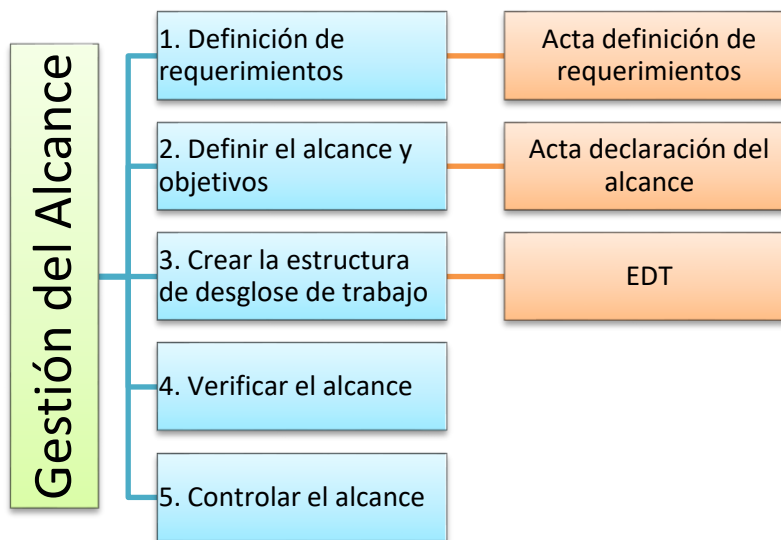 Gestión del Alcance
1. Definición de
requerimientos
Acta definición de
requerimientos
2. Definir el alcance y
objetivos
Acta declaración del
alcance
3. Crear la estructura
de desglose de trabajo
EDT
4. Verificar el alcance
5. Controlar el alcance